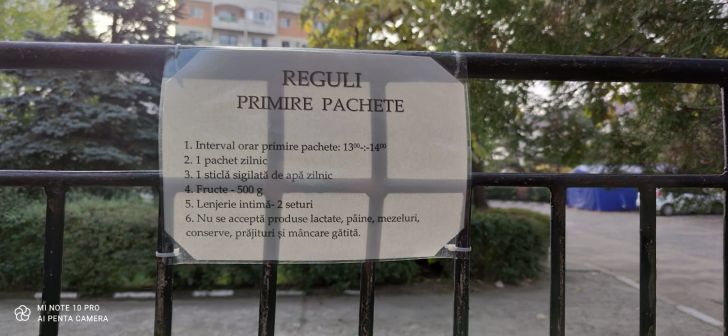 REGULI
PRIMIRE PACHETE
1. Interval orar primire pachete: 13⁰⁰-:-14⁰⁰
2. 1 pachet zilnic
3. 1 sticlă sigilată de apă zilnic
4. Fructe - 500 g
5. Lenjerie intimă- 2 seturi
6. Nu se acceptă produse lactate, pâine, mezeluri,
conserve, prăjituri și mâncare gătită.
MI NOTE 10 PRO
AI PENTA CAMERA